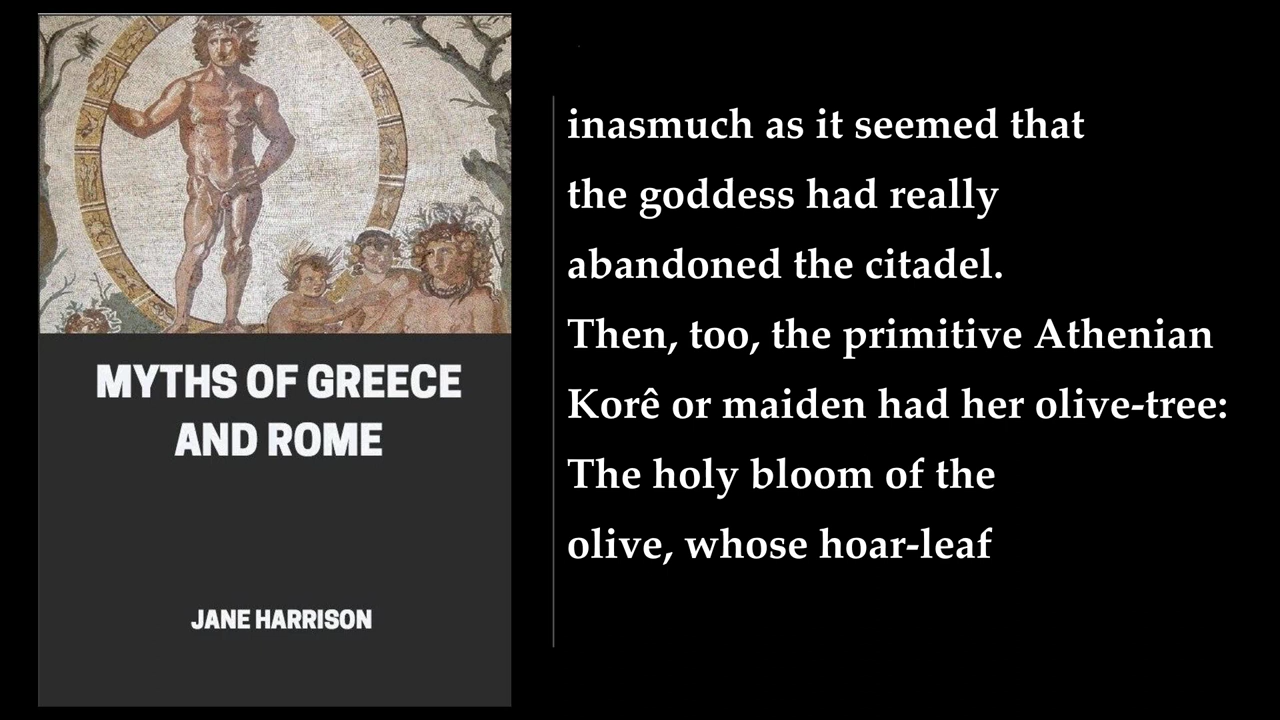 MYTHS OF GREECE
AND ROME
JANE HARRISON
inasmuch as it seemed that
the goddess had really
abandoned the citadel.
Then, too, the primitive Athenian
Korê or maiden had her olive-tree:
The holy bloom of the
olive, whose hoar-leaf